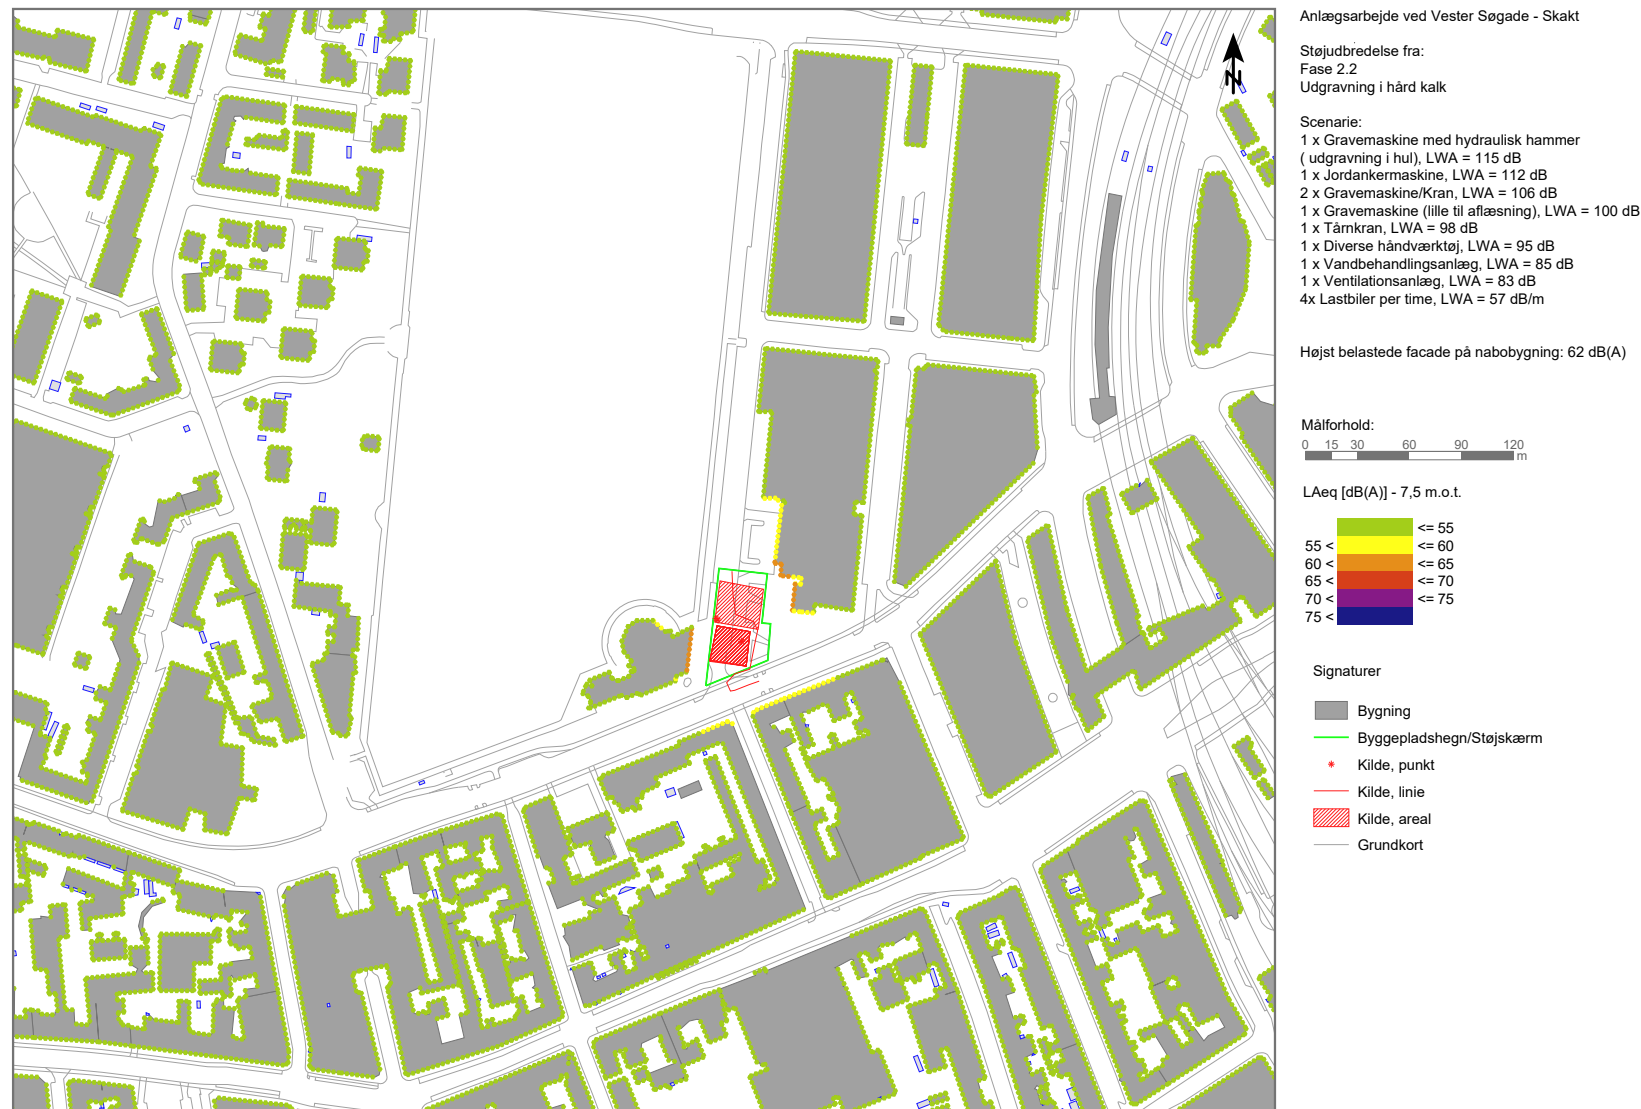 Anlægsarbejde ved Vester Søgade - Skakt
Støjudbredelse fra:
Fase 2.2
Udgravning i hård kalk
Scenarie:
1 x Gravemaskine med hydraulisk hammer
( udgravning i hul), LWA = 115 dB
1 x Jordankermaskine, LWA = 112 dB
2 x Gravemaskine/Kran, LWA = 106 dB
1 x Gravemaskine (lille til aflæsning), LWA = 100 dB
1 x Tårnkran, LWA = 98 dB
1 x Diverse håndværktøj, LWA = 95 dB
1 x Vandbehandlingsanlæg, LWA = 85 dB
1 x Ventilationsanlæg, LWA = 83 dB
4x Lastbiler per time, LWA = 57 dB/m
Højst belastede facade på nabobygning: 62 dB(A)
Målforhold:
0 15 30 60 90 120
m
LAeq [dB(A)] - 7,5 m.o.t.
<= 55
55 < <= 60
60 < <= 65
65 < <= 70
70 < <= 75
75 <
Signaturer
Bygning
Byggepladshegn/Støjskærm
Kilde, punkt
Kilde, linie
Kilde, areal
Grundkort
N